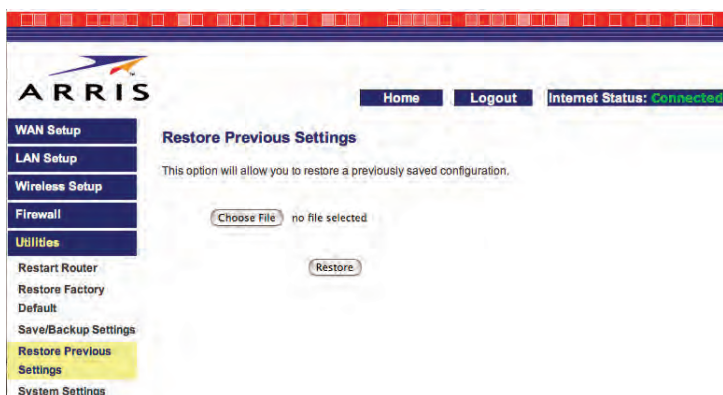 ARRIS
Home Logout Internet Status: Connected
WAN Setup
LAN Setup
Wireless Setup
Firewall
Utilities
Restart Router
Restore Factory
Default
Save/Backup Settings
Restore Previous
Settings
System Settings
Restore Previous Settings
This option will allow you to restore a previously saved configuration.
Choose File no file selected
Restore